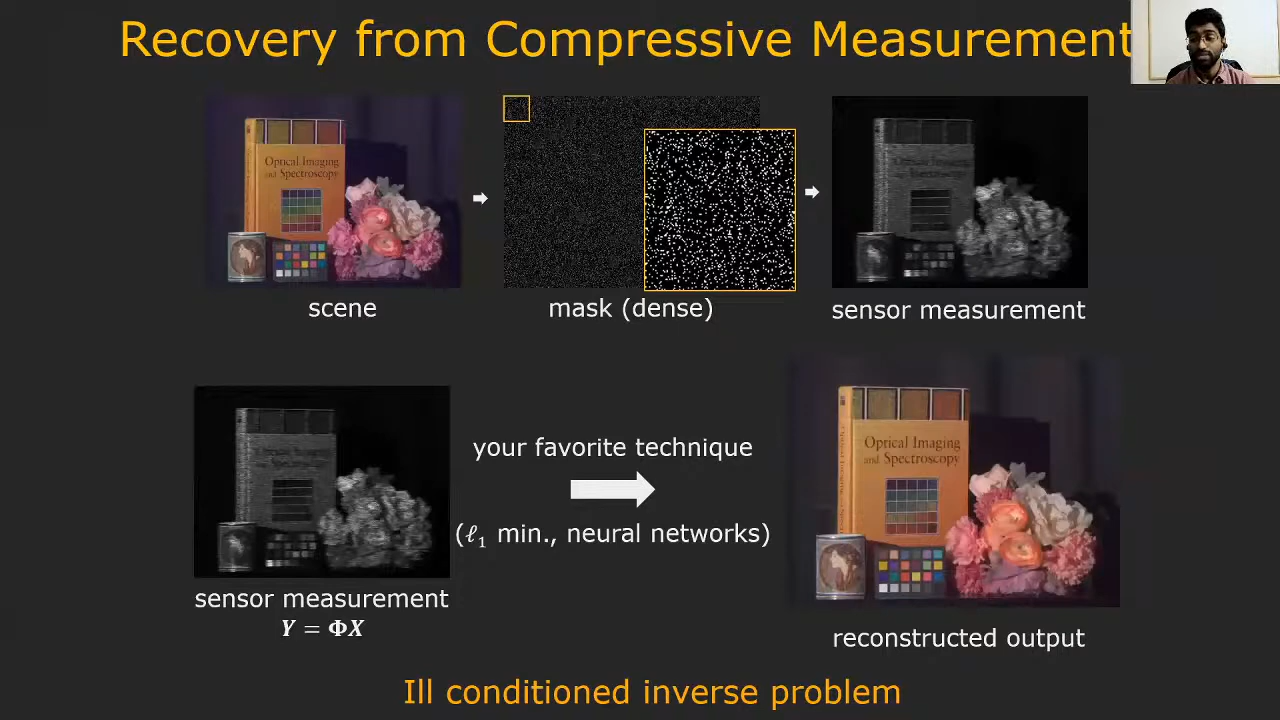 Recovery from Compressive Measurement
Optical Imaging
and Spectroscopy
scene
mask (dense)
sensor measurement
your favorite technique
(ℓ₁ min., neural networks)
Optical Imaging
and Spectroscopy
sensor measurement
Y = ΦX
reconstructed output
Ill conditioned inverse problem